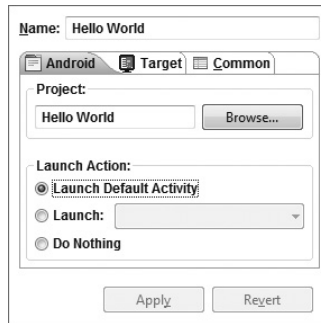 Name: Hello World
Android Target Common
Project:
Hello World Browse...
Launch Action:
Launch Default Activity
Launch:
Do Nothing
Apply Revert